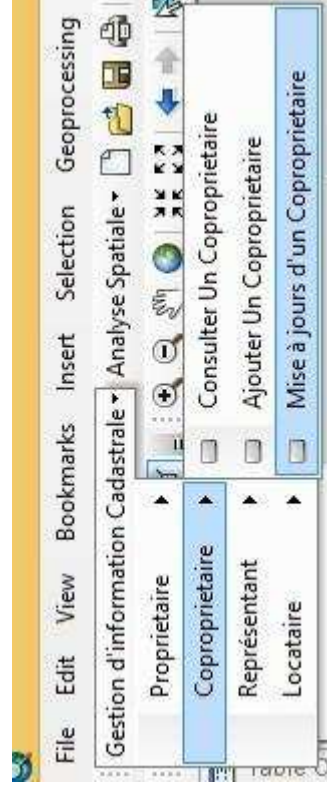 File Edit View Bookmarks Insert Selection Geoprocessing
Gestion d'information Cadastrale Analyse Spatiale
Proprietaire
Coproprietaire
Représentant
Locataire
Consulter Un Coproprietaire
Ajouter Un Coproprietaire
Mise à jours d'un Coproprietaire
Table